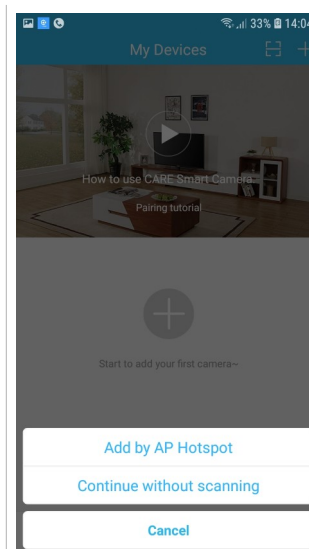 33% 14:04
My Devices
How to use CARE Smart Camera
Pairing tutorial
Start to add your first camera~
Add by AP Hotspot
Continue without scanning
Cancel